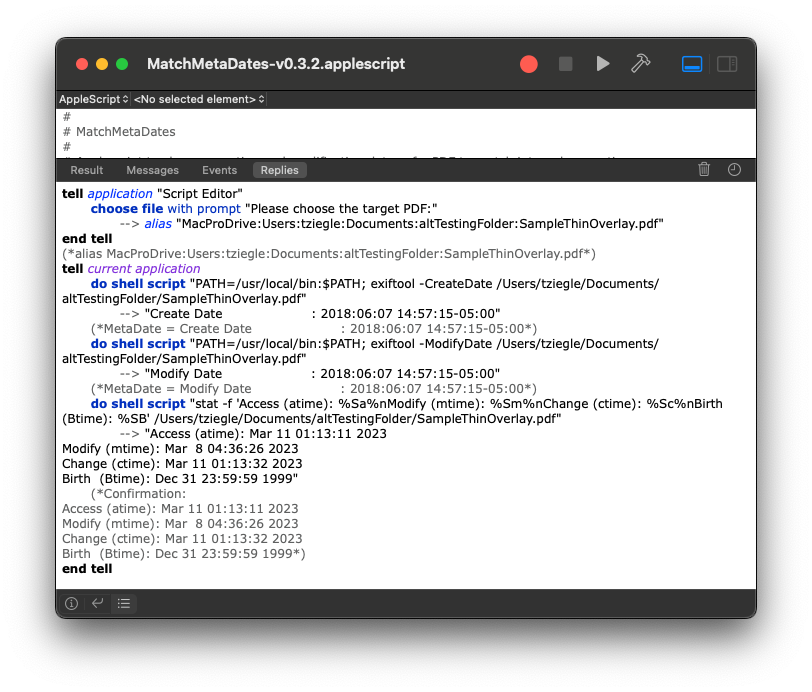 MatchMetaDates-v0.3.2.applescript
AppleScript <No selected element>
#
# MatchMetaDates
#
Result Messages Events Replies
tell application "Script Editor"
choose file with prompt "Please choose the target PDF:"
--> alias "MacProDrive:Users:tziegle:Documents:altTestingFolder:SampleThinOverlay.pdf"
end tell
(*alias MacProDrive:Users:tziegle:Documents:altTestingFolder:SampleThinOverlay.pdf*)
tell current application
do shell script "PATH=/usr/local/bin:$PATH; exiftool -CreateDate /Users/tziegle/Documents/
altTestingFolder/SampleThinOverlay.pdf"
--> "Create Date : 2018:06:07 14:57:15-05:00"
(*MetaDate = Create Date : 2018:06:07 14:57:15-05:00*)
do shell script "PATH=/usr/local/bin:$PATH; exiftool -ModifyDate /Users/tziegle/Documents/
altTestingFolder/SampleThinOverlay.pdf"
--> "Modify Date : 2018:06:07 14:57:15-05:00"
(*MetaDate = Modify Date : 2018:06:07 14:57:15-05:00*)
do shell script "stat -f 'Access (atime): %Sa%nModify (mtime): %Sm%nChange (ctime): %Sc%nBirth
(Btime): %SB' /Users/tziegle/Documents/altTestingFolder/SampleThinOverlay.pdf"
--> "Access (atime): Mar 11 01:13:11 2023
Modify (mtime): Mar  8 04:36:26 2023
Change (ctime): Mar 11 01:13:32 2023
Birth  (Btime): Dec 31 23:59:59 1999"
(*Confirmation:
Access (atime): Mar 11 01:13:11 2023
Modify (mtime): Mar  8 04:36:26 2023
Change (ctime): Mar 11 01:13:32 2023
Birth  (Btime): Dec 31 23:59:59 1999*)
end tell